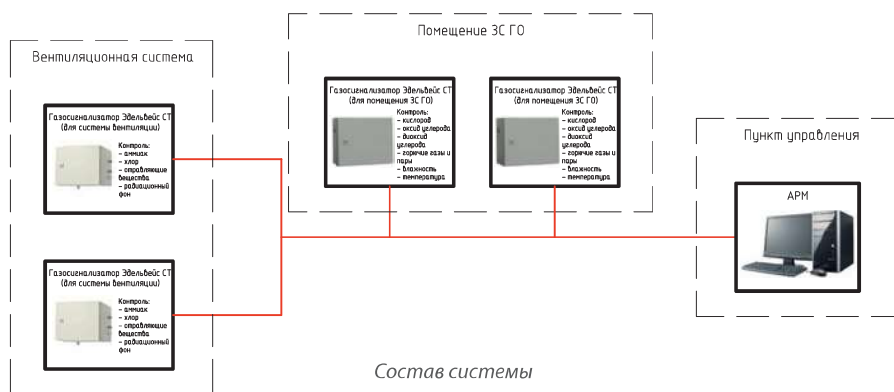 Вентиляционная система
Газосигнализатор Эдельвейс СТ
(для системы вентиляции)
Контроль:
– аммиак
– хлор
– отравляющие
вещества
– радиационный
фон
Газосигнализатор Эдельвейс СТ
(для системы вентиляции)
Контроль:
– аммиак
– хлор
– отравляющие
вещества
– радиационный
фон
Помещение ЗС ГО
Газосигнализатор Эдельвейс СТ
(для помещения ЗС ГО)
Контроль:
– кислород
– оксид углерода
– диоксид
углерода
– горючие газы и
пары
– влажность
– температура
Газосигнализатор Эдельвейс СТ
(для помещения ЗС ГО)
Контроль:
– кислород
– оксид углерода
– диоксид
углерода
– горючие газы и
пары
– влажность
– температура
Пункт управления
АРМ
Состав системы